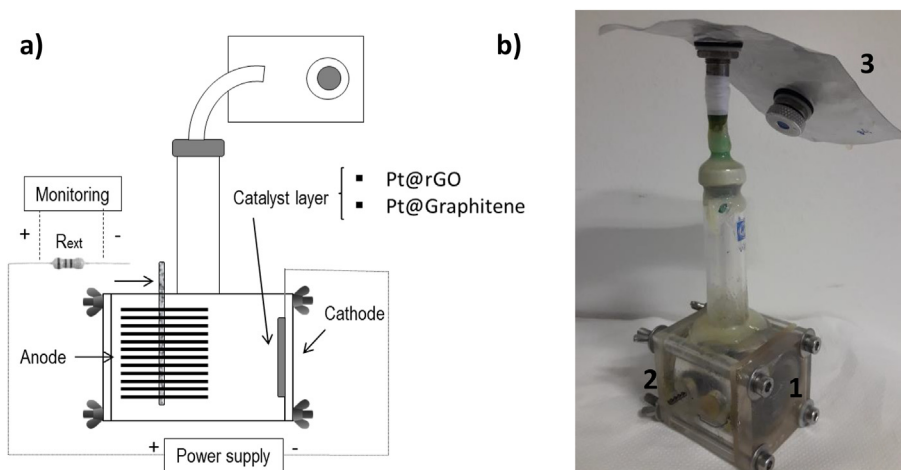 a)
Monitoring
+ -
Rext
Catalyst layer
▪ Pt@rGO
▪ Pt@Graphitene
Anode
Cathode
+ -
Power supply
b)
3
2
1